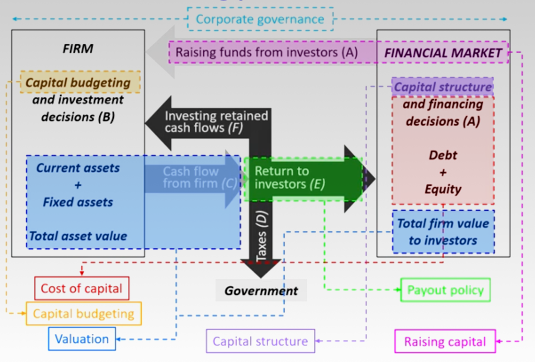 Corporate governance
FIRM
Raising funds from investors (A)
FINANCIAL MARKET
Capital budgeting
and investment
decisions (B)
Capital structure
and financing
decisions (A)
Investing retained
cash flows (F)
Debt
+
Equity
Current assets
+
Fixed assets
Total asset value
Cash flow
from firm (C)
Return to
investors (E)
Taxes (D)
Total firm value
to investors
Government
Cost of capital
Capital budgeting
Valuation
Capital structure
Payout policy
Raising capital